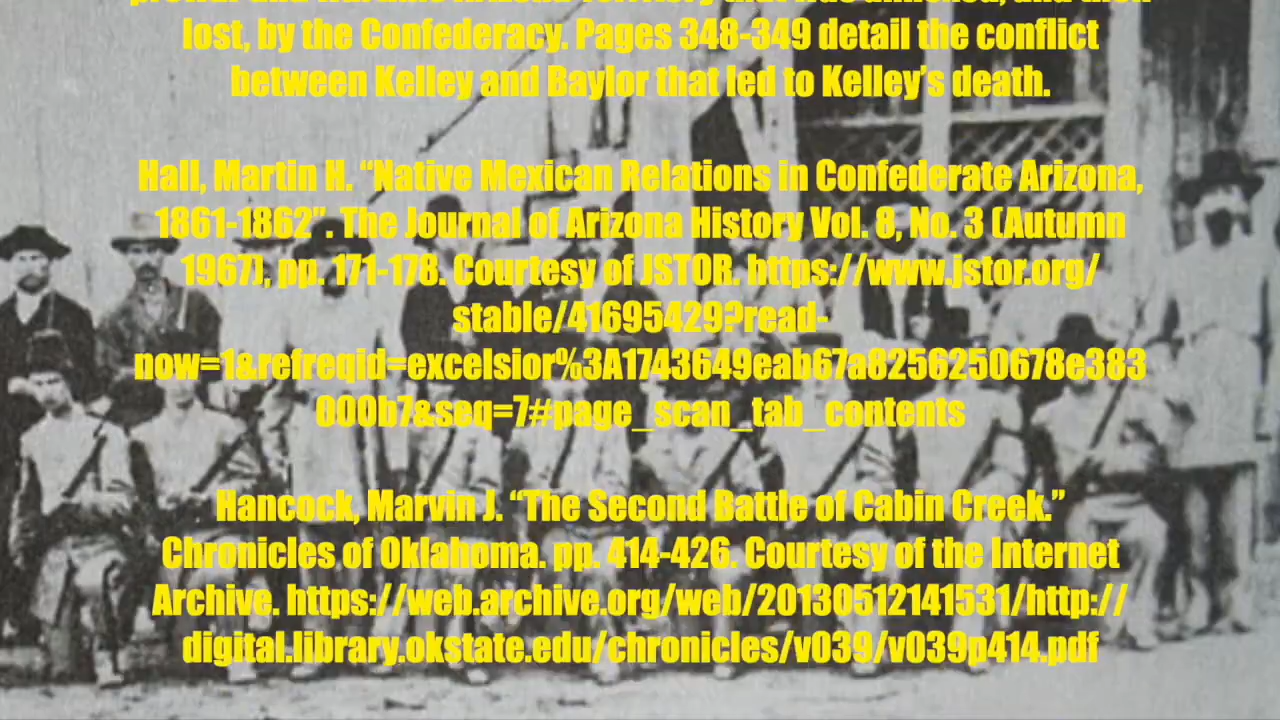 lost, by the Confederacy. Pages 348-349 detail the conflict
between Kelley and Baylor that led to Kelley’s death.
Hall, Martin H. “Native Mexican Relations in Confederate Arizona,
1861-1862”. The Journal of Arizona History Vol. 8, No. 3 (Autumn
1967), pp. 171-178. Courtesy of JSTOR. https://www.jstor.org/
stable/41695429?read-
now=1&refreqid=excelsior%3A1743649eab67a8256250678e383
000b7&seq=7#page_scan_tab_contents
Hancock, Marvin J. “The Second Battle of Cabin Creek.”
Chronicles of Oklahoma. pp. 414-426. Courtesy of the Internet
Archive. https://web.archive.org/web/20130512141531/http://
digital.library.okstate.edu/chronicles/v039/v039p414.pdf